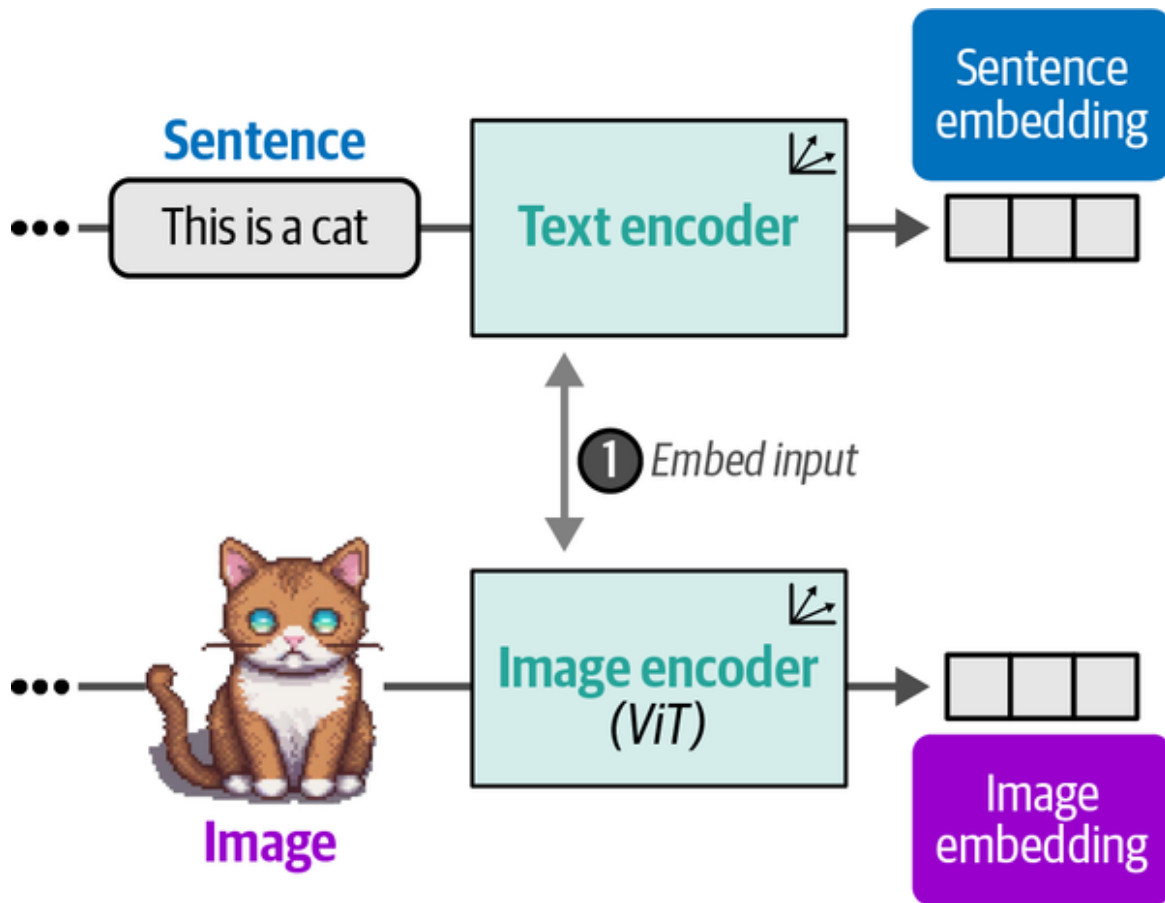 Sentence
embedding
Sentence
This is a cat
Text encoder
1 Embed input
Image encoder
(ViT)
Image
Image
embedding